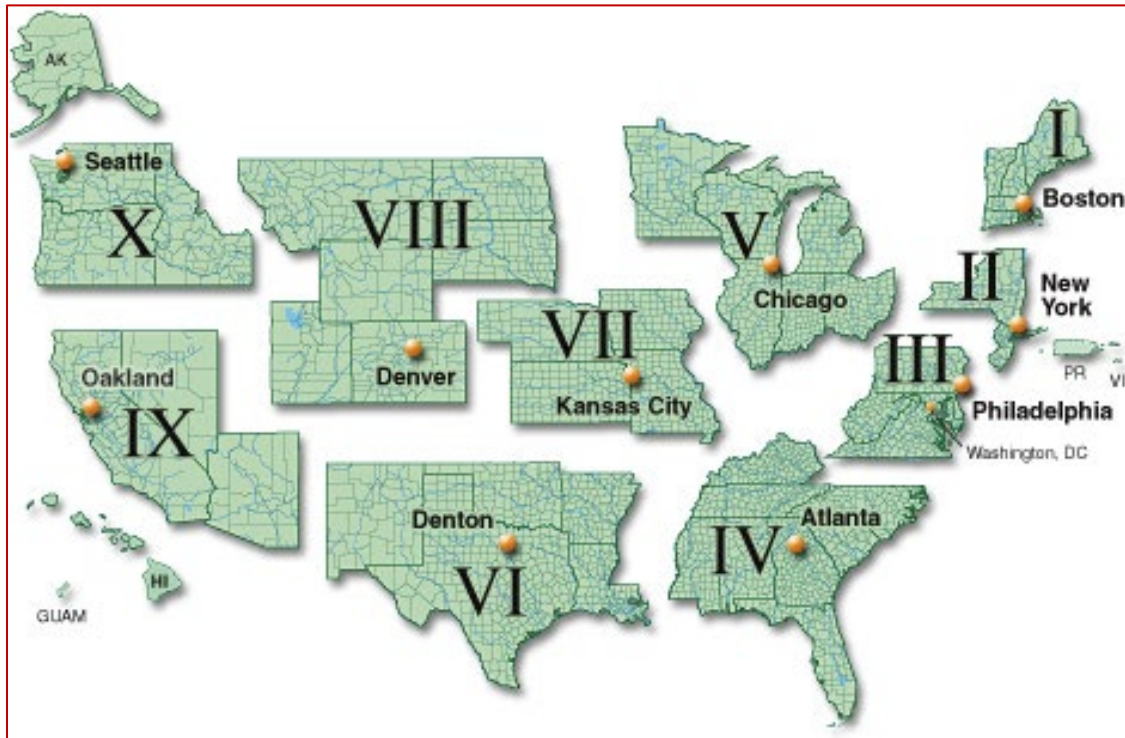 AK
I
Seattle
Boston
X
VIII
V
II
New
York
Chicago
VII
III
PR
VI
Oakland
Denver
Kansas City
Philadelphia
IX
Washington, DC
Denton
Atlanta
IV
HI
VI
GUAM